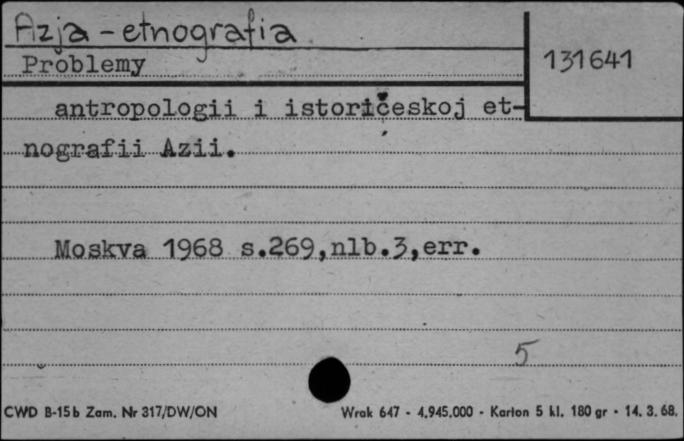 Azja - etnografia
Problemy
131641
antropologii i istoričeskoj et-
nografii Azii.
Moskva 1968 s.269,nlb.3,err.
5
CWD B-15b Zam. Nr 317/DW/ON
Wrak 647 - 4.945.000 - Karton 5 kl. 180 gr - 14. 3. 68.